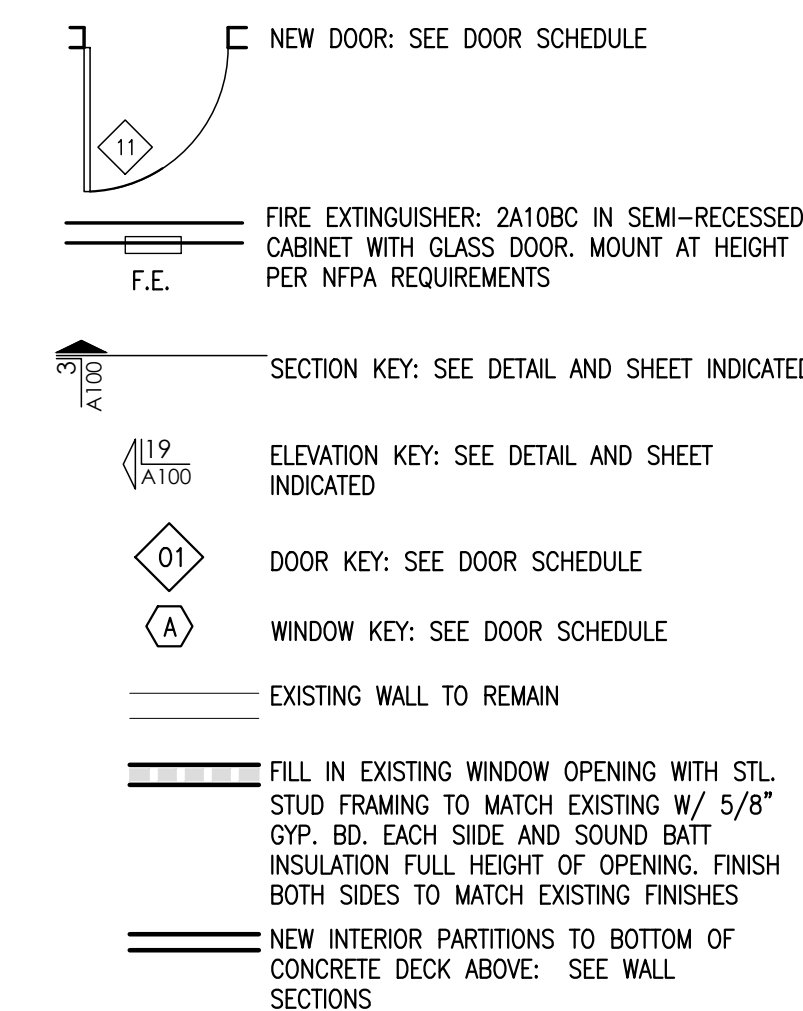 NEW DOOR: SEE DOOR SCHEDULE
11
FIRE EXTINGUISHER: 2A10BC IN SEMI-RECESSED
CABINET WITH GLASS DOOR. MOUNT AT HEIGHT
PER NFPA REQUIREMENTS
F.E.
3
A100
SECTION KEY: SEE DETAIL AND SHEET INDICATED
19
A100
ELEVATION KEY: SEE DETAIL AND SHEET
INDICATED
01
DOOR KEY: SEE DOOR SCHEDULE
A
WINDOW KEY: SEE DOOR SCHEDULE
EXISTING WALL TO REMAIN
FILL IN EXISTING WINDOW OPENING WITH STL.
STUD FRAMING TO MATCH EXISTING W/ 5/8"
GYP. BD. EACH SIIDE AND SOUND BATT
INSULATION FULL HEIGHT OF OPENING. FINISH
BOTH SIDES TO MATCH EXISTING FINISHES
NEW INTERIOR PARTITIONS TO BOTTOM OF
CONCRETE DECK ABOVE: SEE WALL
SECTIONS